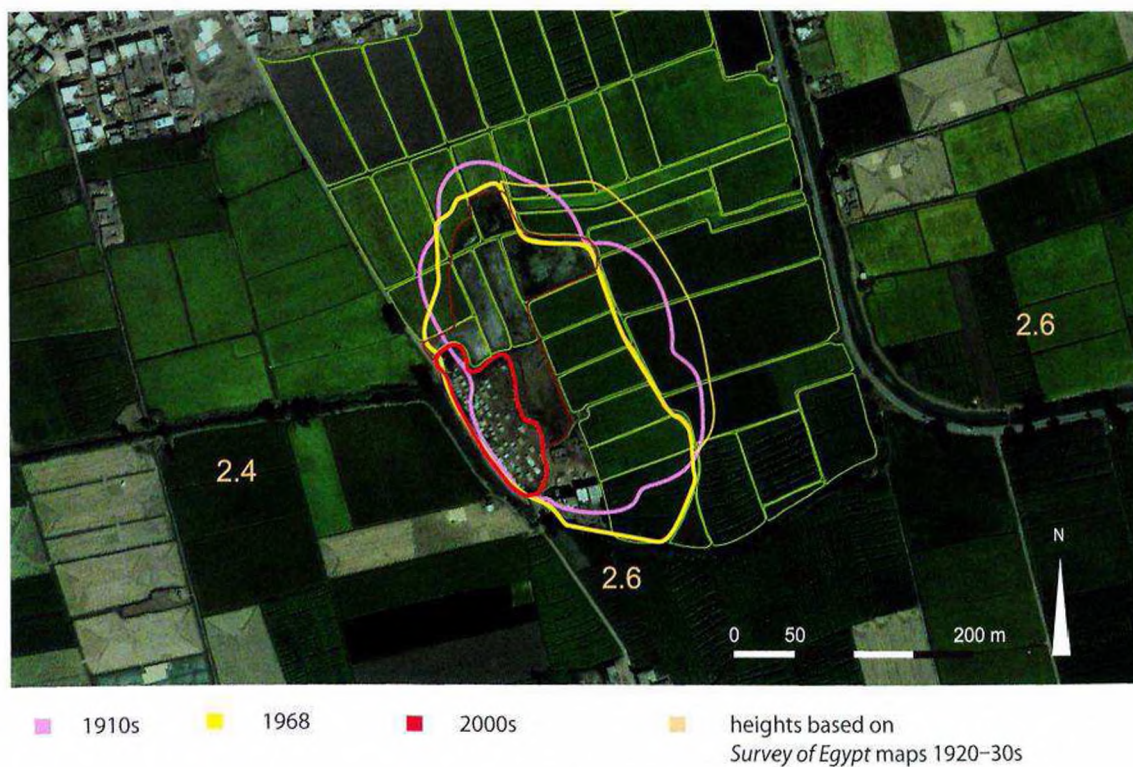 2.6
2.4
2.6
N
0 50 200 m
1910s
1968
2000s
heights based on
Survey of Egypt maps 1920–30s